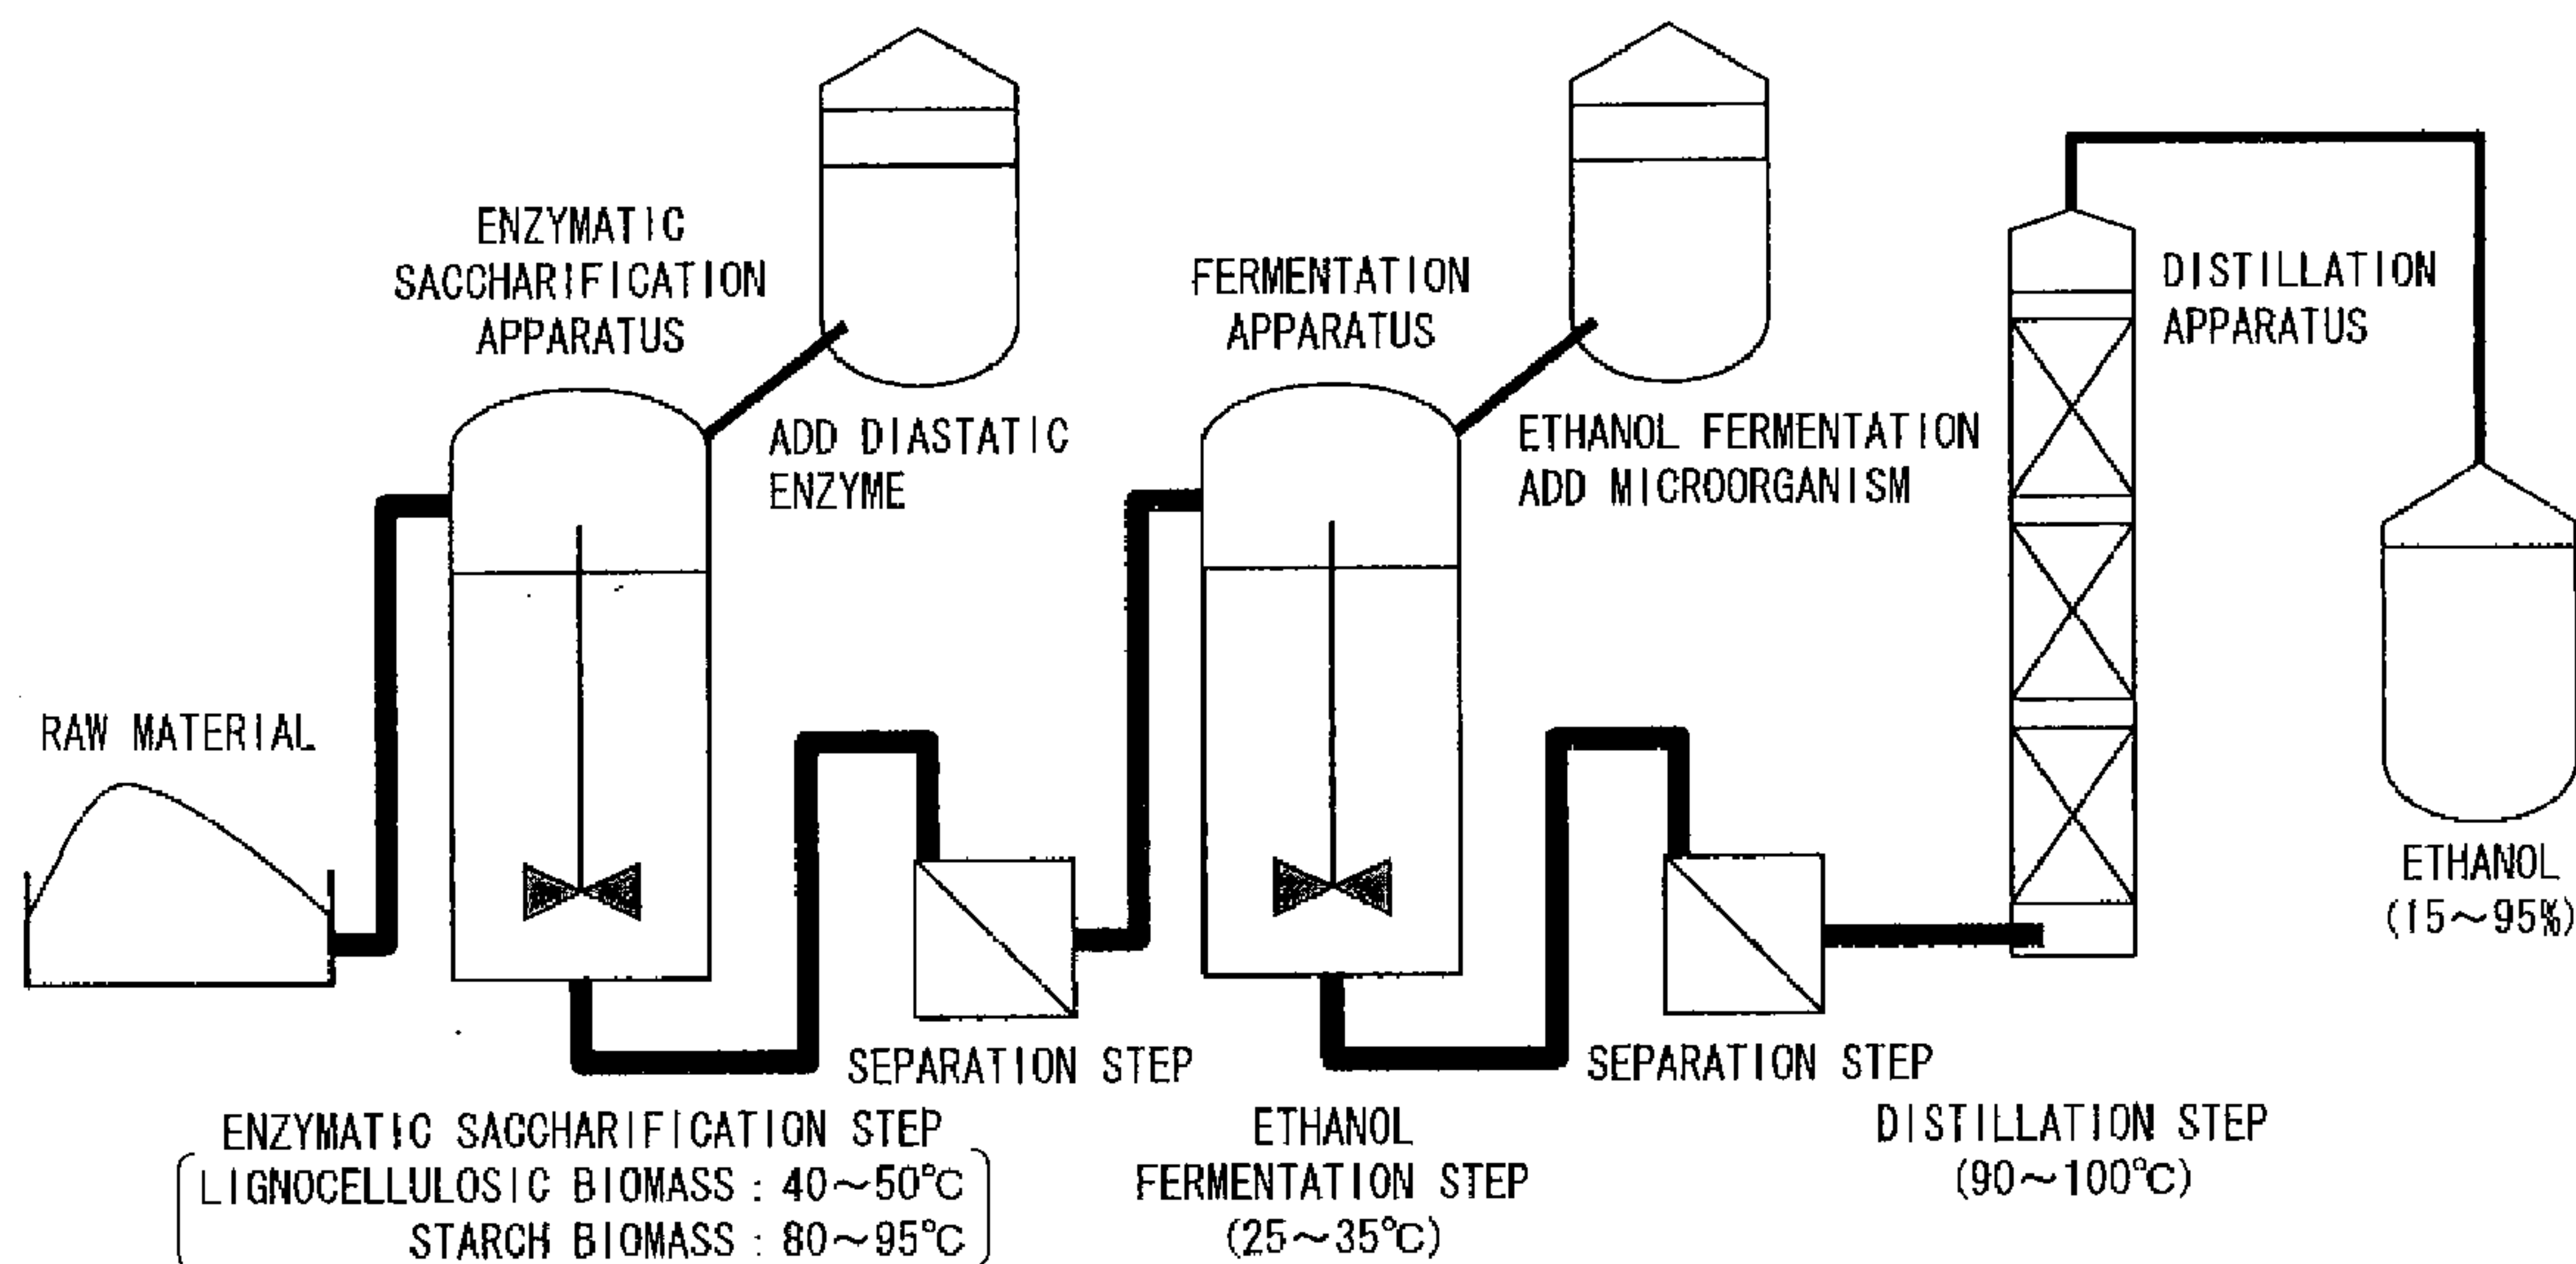 ENZYMATIC
SACCHARIFICATION
APPARATUS
ADD DIASTATIC
ENZYME
FERMENTATION
APPARATUS
ETHANOL FERMENTATION
ADD MICROORGANISM
DISTILLATION
APPARATUS
RAW MATERIAL
ETHANOL
(15~95%)
SEPARATION STEP
SEPARATION STEP
ENZYMATIC SACCHARIFICATION STEP
LIGNOCELLULOSIC BIOMASS : 40~50℃
STARCH BIOMASS : 80~95℃
ETHANOL
FERMENTATION STEP
(25~35℃)
DISTILLATION STEP
(90~100℃)